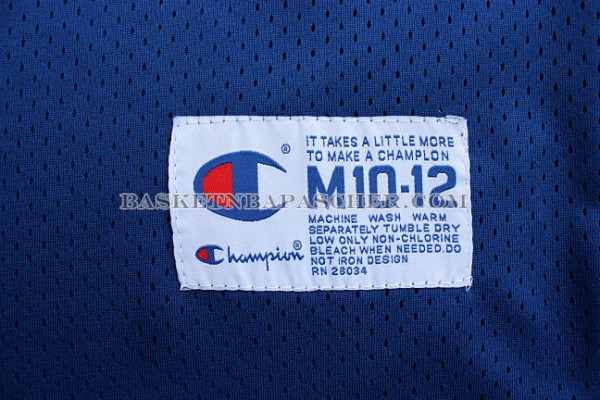 IT TAKES A LITTLE MORE
TO MAKE A CHAMPLON
M10-12
BASKETNBAPASCHER.COM
MACHINE WASH WARM
SEPARATELY TUMBLE DRY
LOW ONLY NON-CHLORINE
BLEACH WHEN NEEDED.DO
NOT IRON DESIGN
RN 26034
®
Champion®